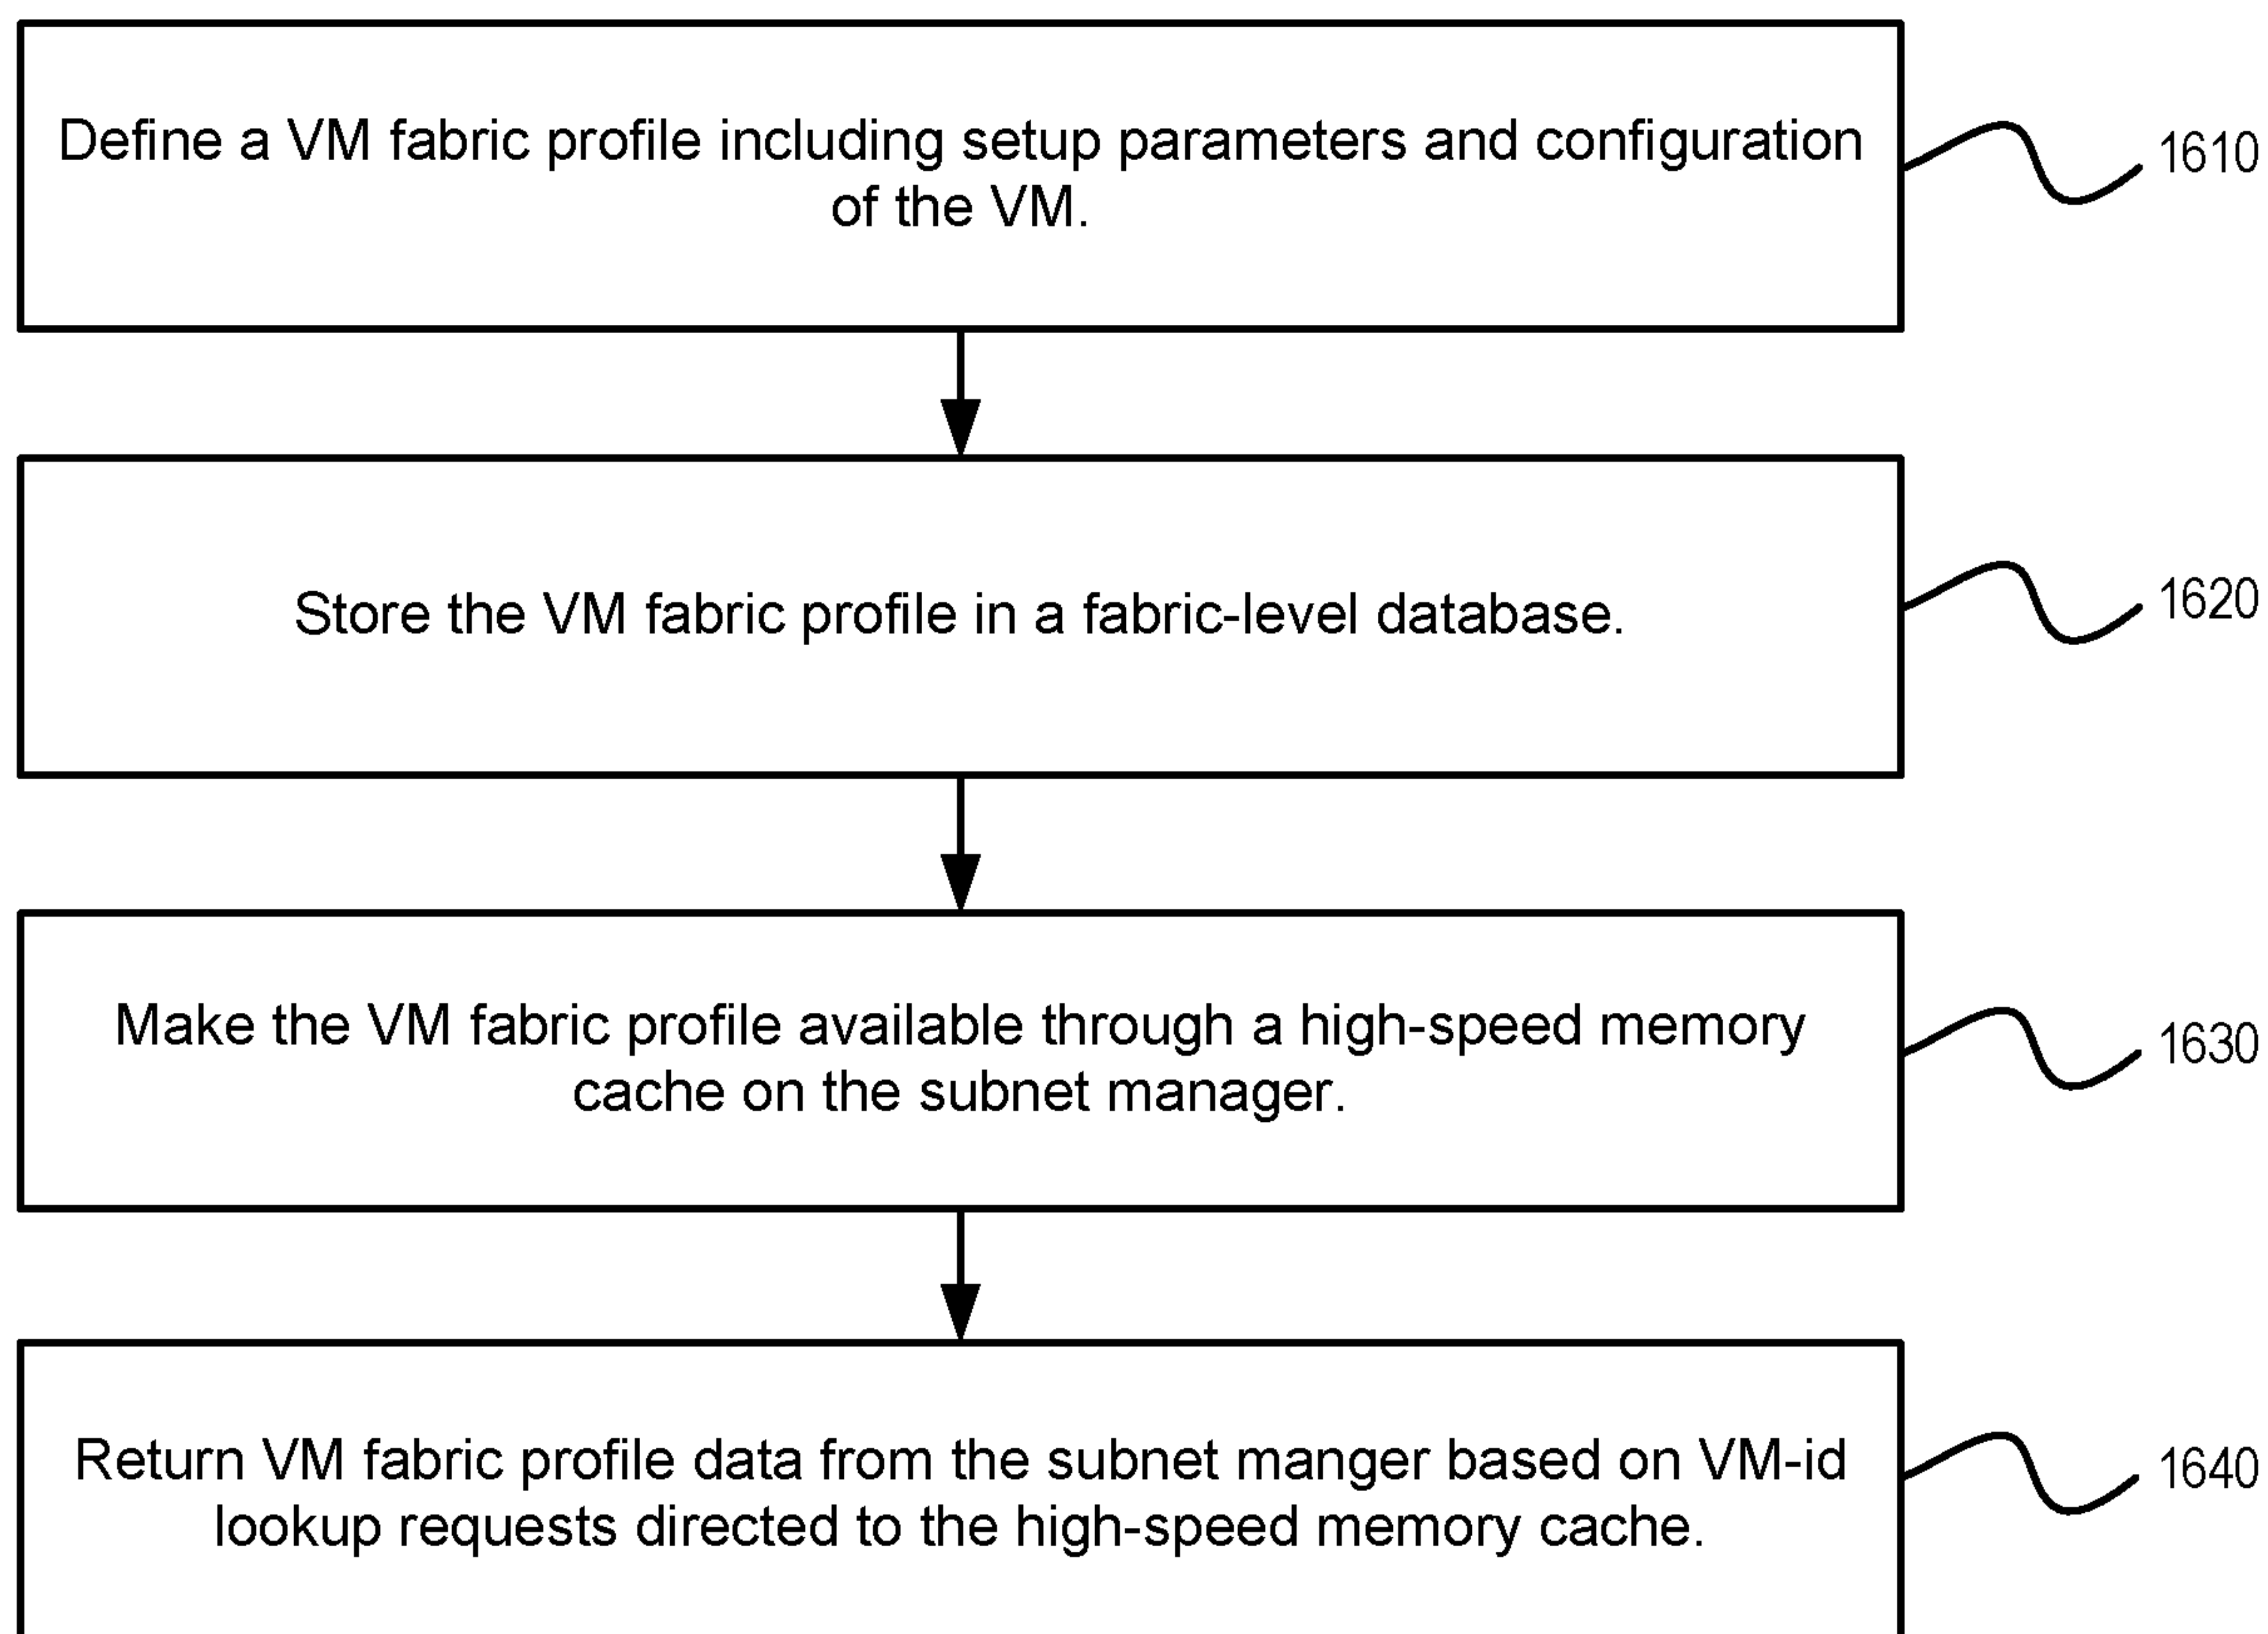 Define a VM fabric profile including setup parameters and configuration
of the VM.
1610
Store the VM fabric profile in a fabric-level database.
1620
Make the VM fabric profile available through a high-speed memory
cache on the subnet manager.
1630
Return VM fabric profile data from the subnet manger based on VM-id
lookup requests directed to the high-speed memory cache.
1640